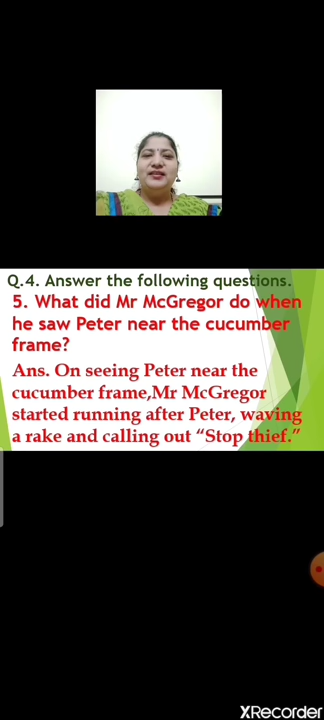 Q.4. Answer the following questions.
5. What did Mr McGregor do when
he saw Peter near the cucumber
frame?
Ans. On seeing Peter near the
cucumber frame,Mr McGregor
started running after Peter, waving
a rake and calling out “Stop thief.”
XRecorder